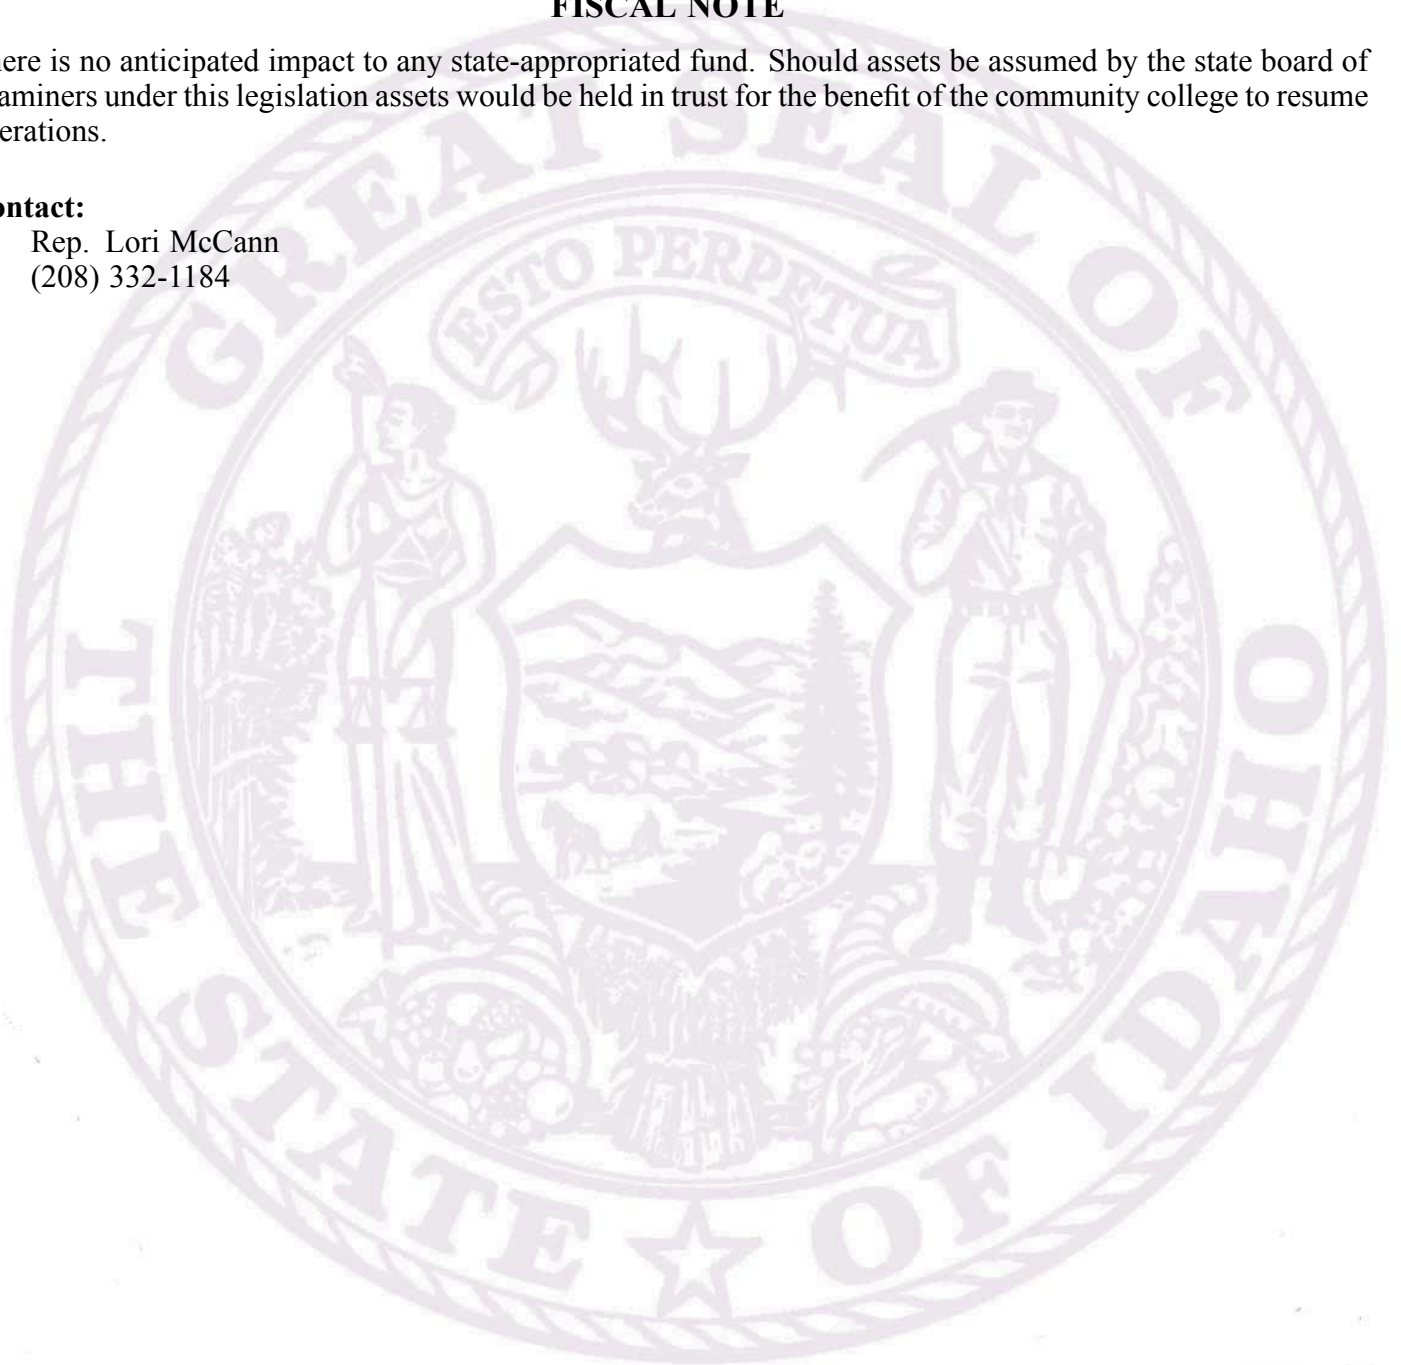 FISCAL NOTE
here is no anticipated impact to any state-appropriated fund. Should assets be assumed by the state board of
aminers under this legislation assets would be held in trust for the benefit of the community college to resume
erations.
ontact:
Rep. Lori McCann
(208) 332-1184
GREAT SEAL OF
ESTO PERPETUA
THE STATE OF IDAHO